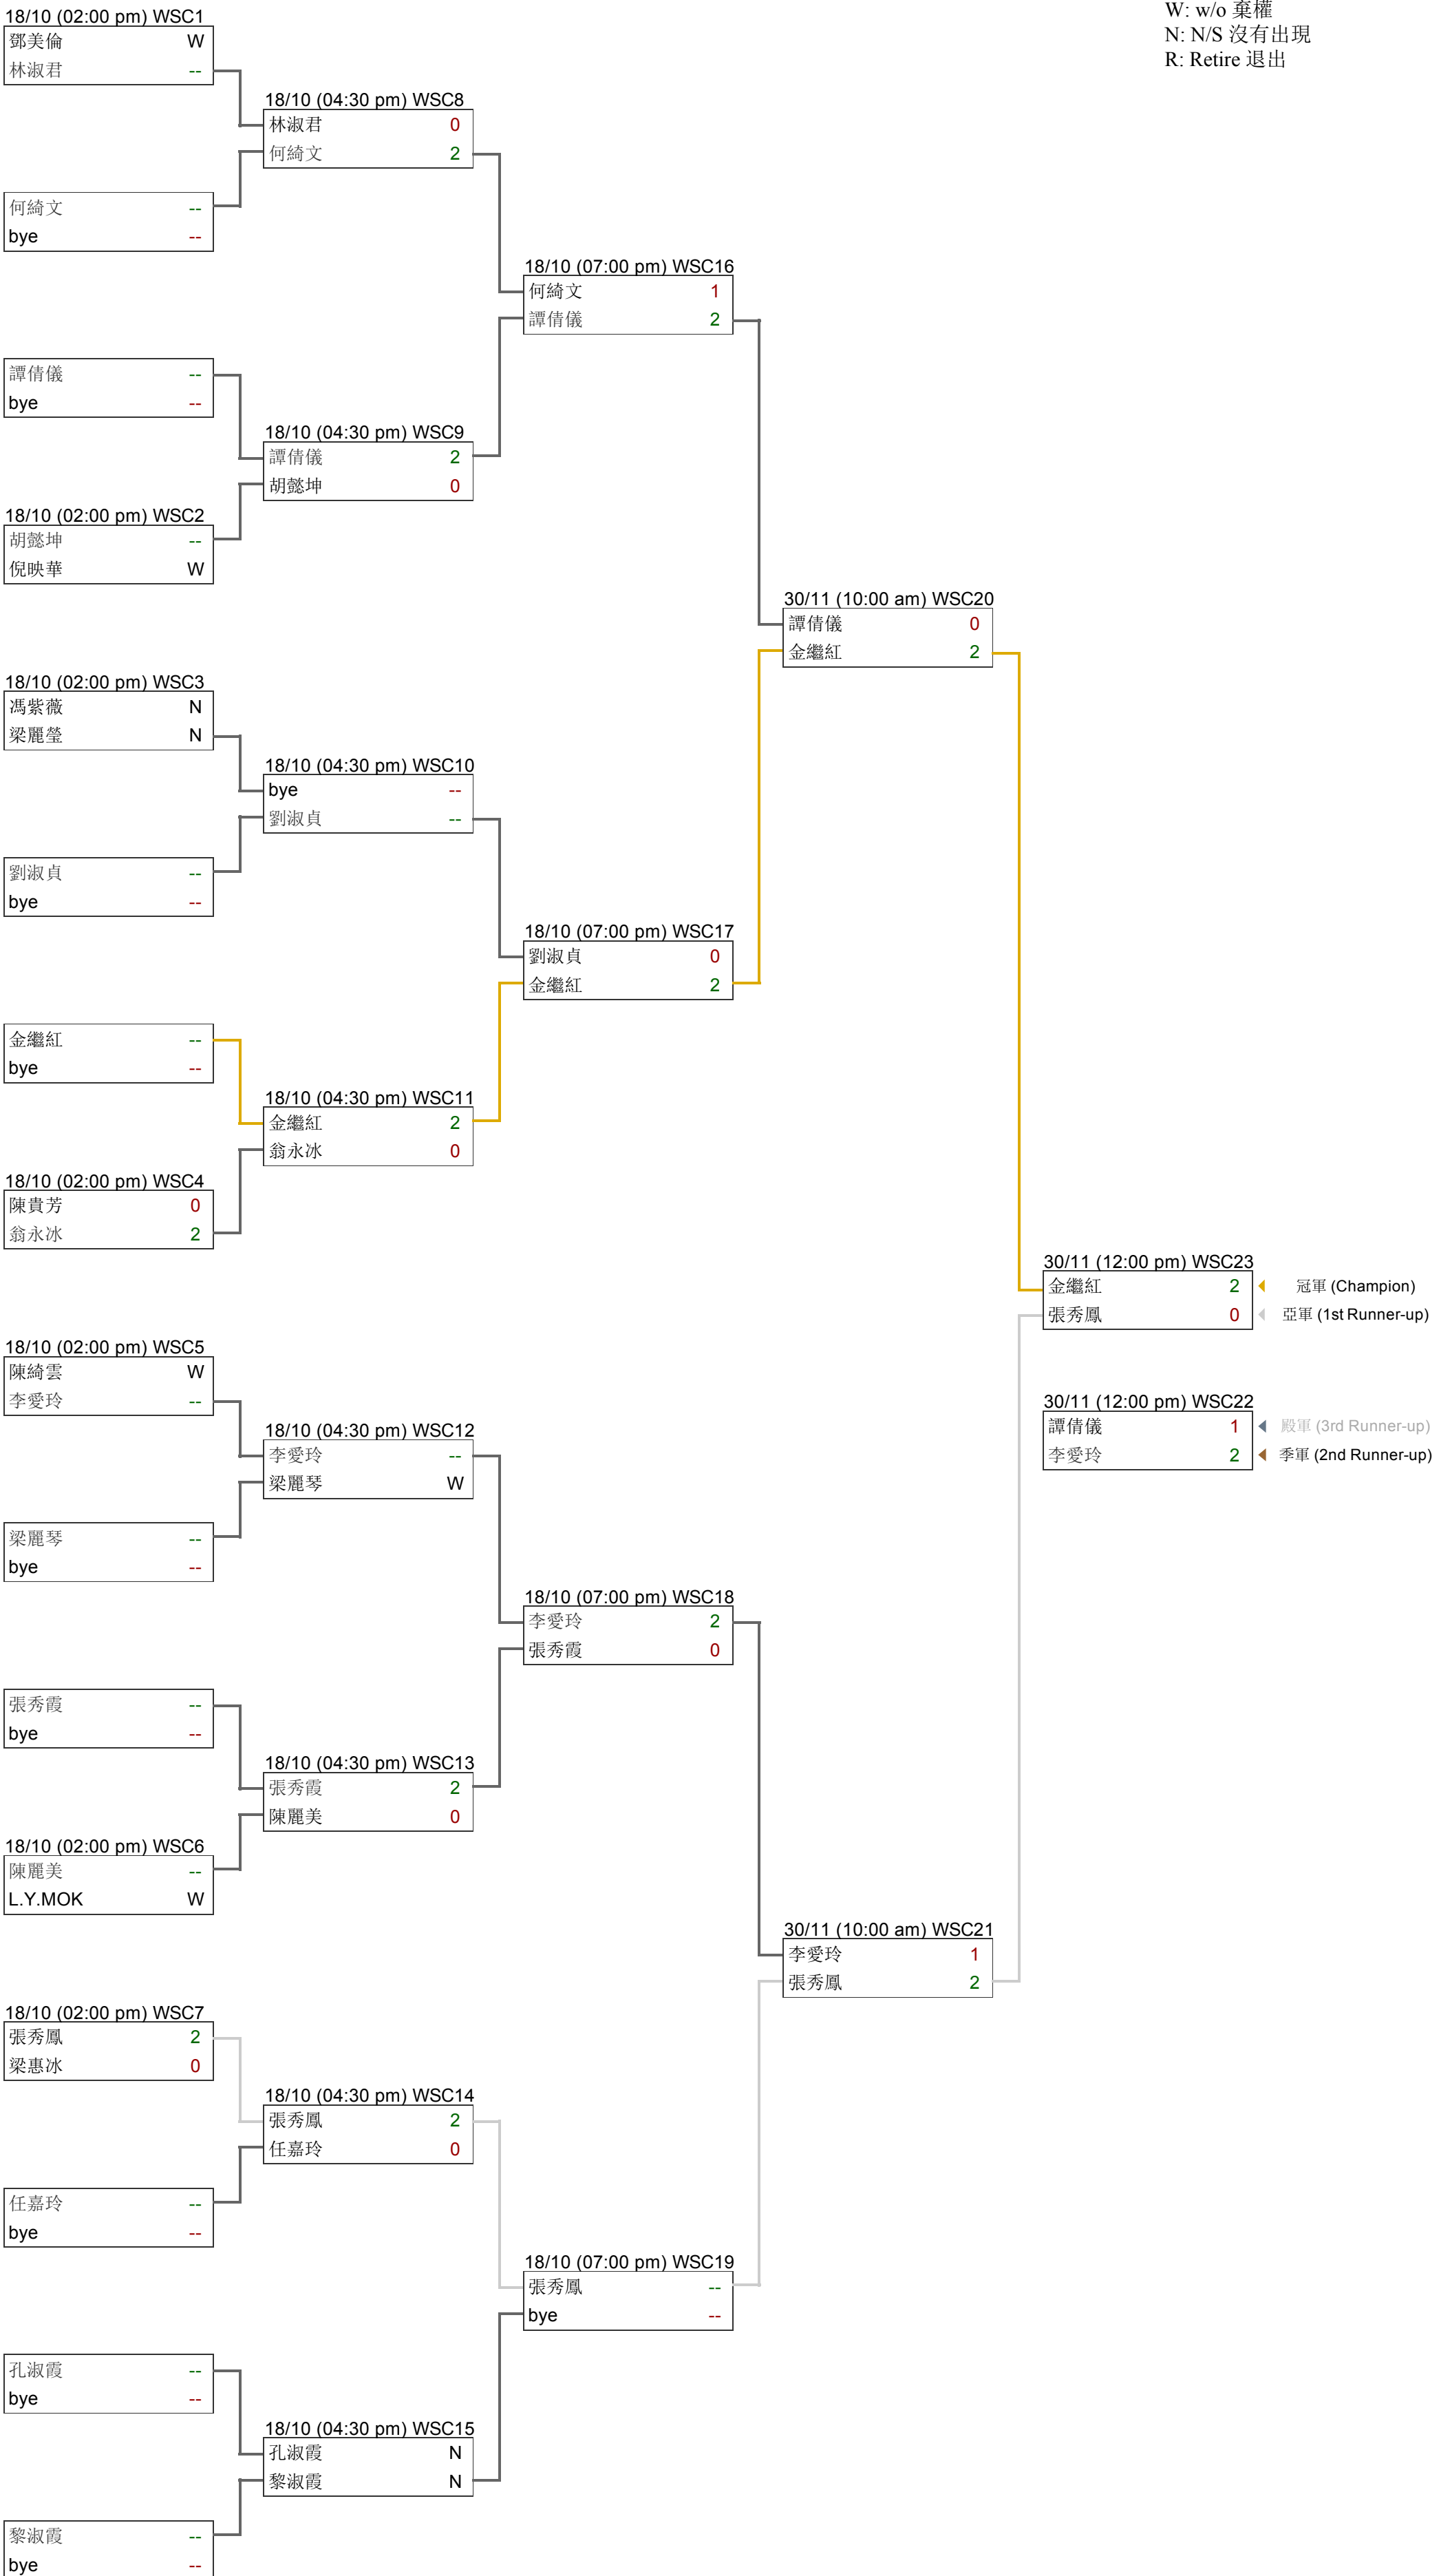 W: w/o 棄權
N: N/S 沒有出現
R: Retire 退出
18/10 (02:00 pm) WSC1
鄧美倫 W
林淑君 --
18/10 (04:30 pm) WSC8
林淑君 0
何綺文 2
何綺文 --
bye --
18/10 (07:00 pm) WSC16
何綺文 1
譚倩儀 2
譚倩儀 --
bye --
18/10 (04:30 pm) WSC9
譚倩儀 2
胡懿坤 0
18/10 (02:00 pm) WSC2
胡懿坤 --
倪映華 W
30/11 (10:00 am) WSC20
譚倩儀 0
金繼紅 2
18/10 (02:00 pm) WSC3
馮紫薇 N
梁麗瑩 N
18/10 (04:30 pm) WSC10
bye --
劉淑貞 --
劉淑貞 --
bye --
18/10 (07:00 pm) WSC17
劉淑貞 0
金繼紅 2
金繼紅 --
bye --
18/10 (04:30 pm) WSC11
金繼紅 2
翁永冰 0
18/10 (02:00 pm) WSC4
陳貴芳 0
翁永冰 2
30/11 (12:00 pm) WSC23
金繼紅 2 冠軍 (Champion)
張秀鳳 0 亞軍 (1st Runner-up)
18/10 (02:00 pm) WSC5
陳綺雲 W
李愛玲 --
30/11 (12:00 pm) WSC22
譚倩儀 1 殿軍 (3rd Runner-up)
李愛玲 2 季軍 (2nd Runner-up)
18/10 (04:30 pm) WSC12
李愛玲 --
梁麗琴 W
梁麗琴 --
bye --
18/10 (07:00 pm) WSC18
李愛玲 2
張秀霞 0
張秀霞 --
bye --
18/10 (04:30 pm) WSC13
張秀霞 2
陳麗美 0
18/10 (02:00 pm) WSC6
陳麗美 --
L.Y.MOK W
30/11 (10:00 am) WSC21
李愛玲 1
張秀鳳 2
18/10 (02:00 pm) WSC7
張秀鳳 2
梁惠冰 0
18/10 (04:30 pm) WSC14
張秀鳳 2
任嘉玲 0
任嘉玲 --
bye --
18/10 (07:00 pm) WSC19
張秀鳳 --
bye --
孔淑霞 --
bye --
18/10 (04:30 pm) WSC15
孔淑霞 N
黎淑霞 N
黎淑霞 --
bye --